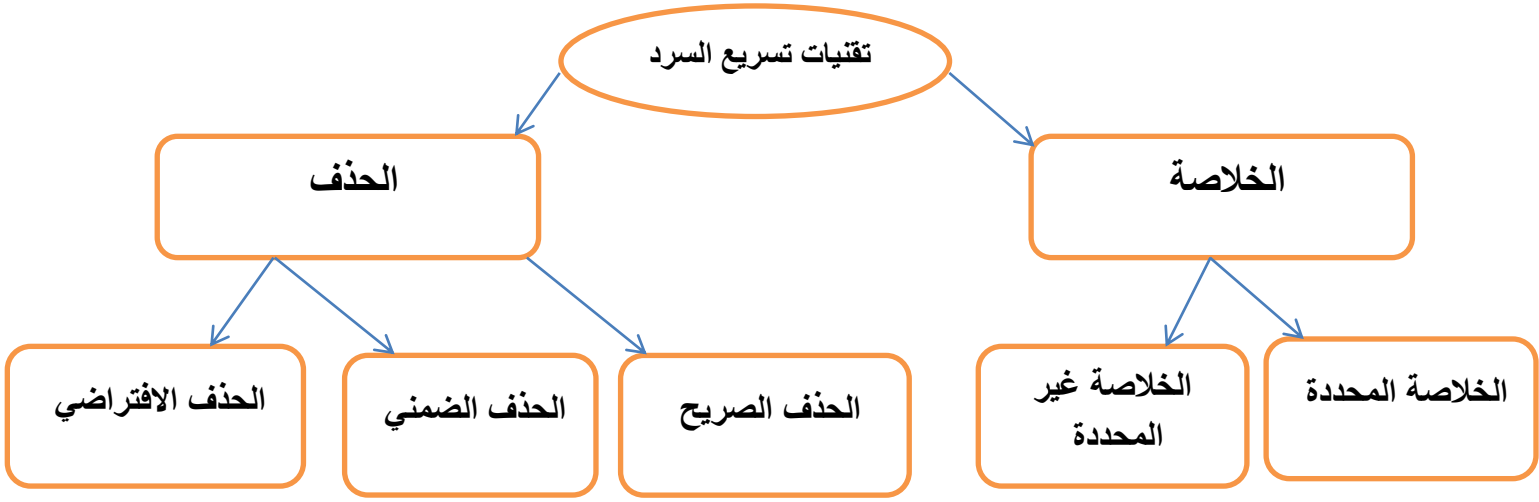 تقنيات تسريع السرد
الخلاصة
الحذف
الخلاصة المحددة
الخلاصة غير
المحددة
الحذف الصريح
الحذف الضمني
الحذف الافتراضي